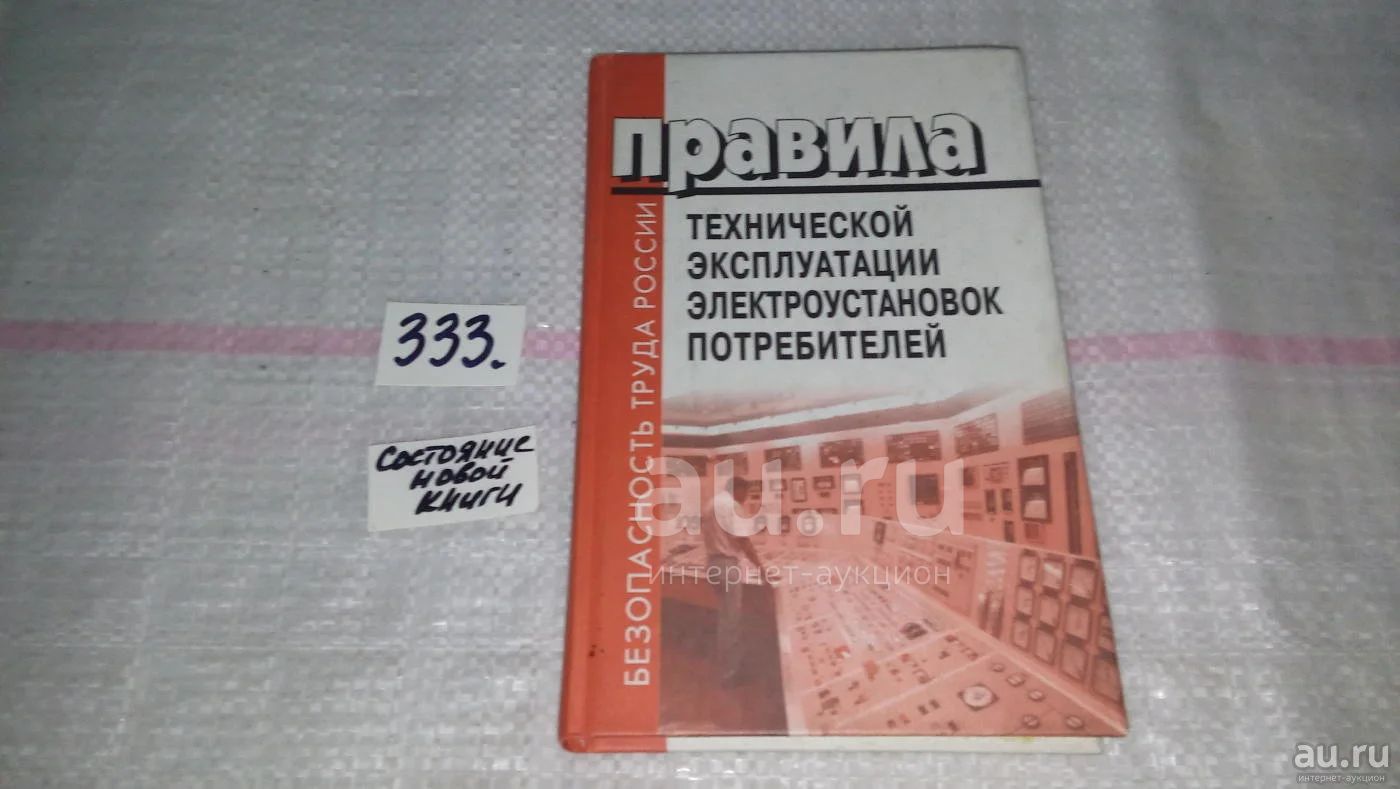 правила
ТЕХНИЧЕСКОЙ
ЭКСПЛУАТАЦИИ
ЭЛЕКТРОУСТАНОВОК
ПОТРЕБИТЕЛЕЙ
БЕЗОПАСНОСТЬ ТРУДА РОССИИ
333.
Состояние
новой
книги
au.ru
интернет-аукцион
au.ru
интернет-аукцион